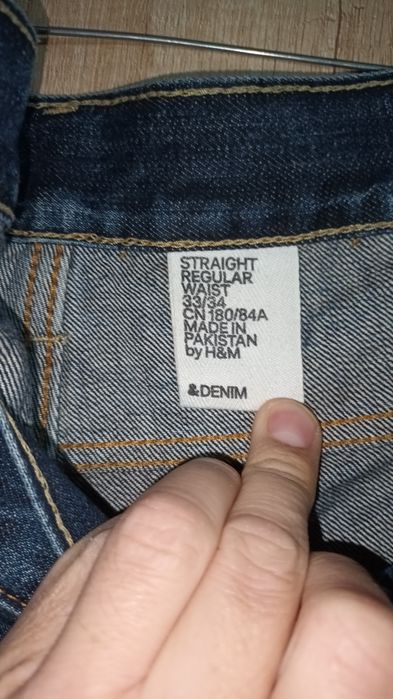 STRAIGHT
REGULAR
WAIST
33/34
CN 180/84A
MADE IN
PAKISTAN
by H&M
&DENIM